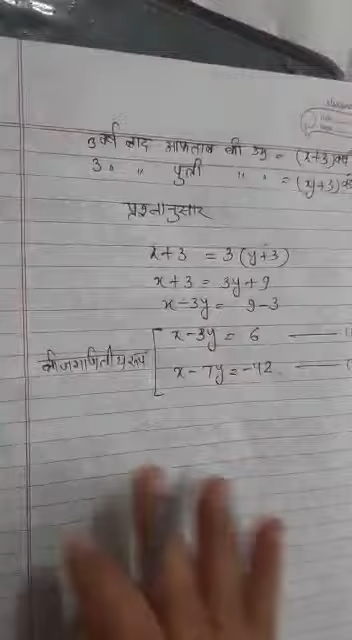 3 वर्ष बाद आफताब की आयु = (x+3) वर्ष
3 " " पुत्री " " = (y+3) व
प्रश्नानुसार
x+3 = 3(y+3)
x+3 = 3y+9
x-3y = 9-3
x-3y = 6
बीजगणितीय रूप
x-7y = -42